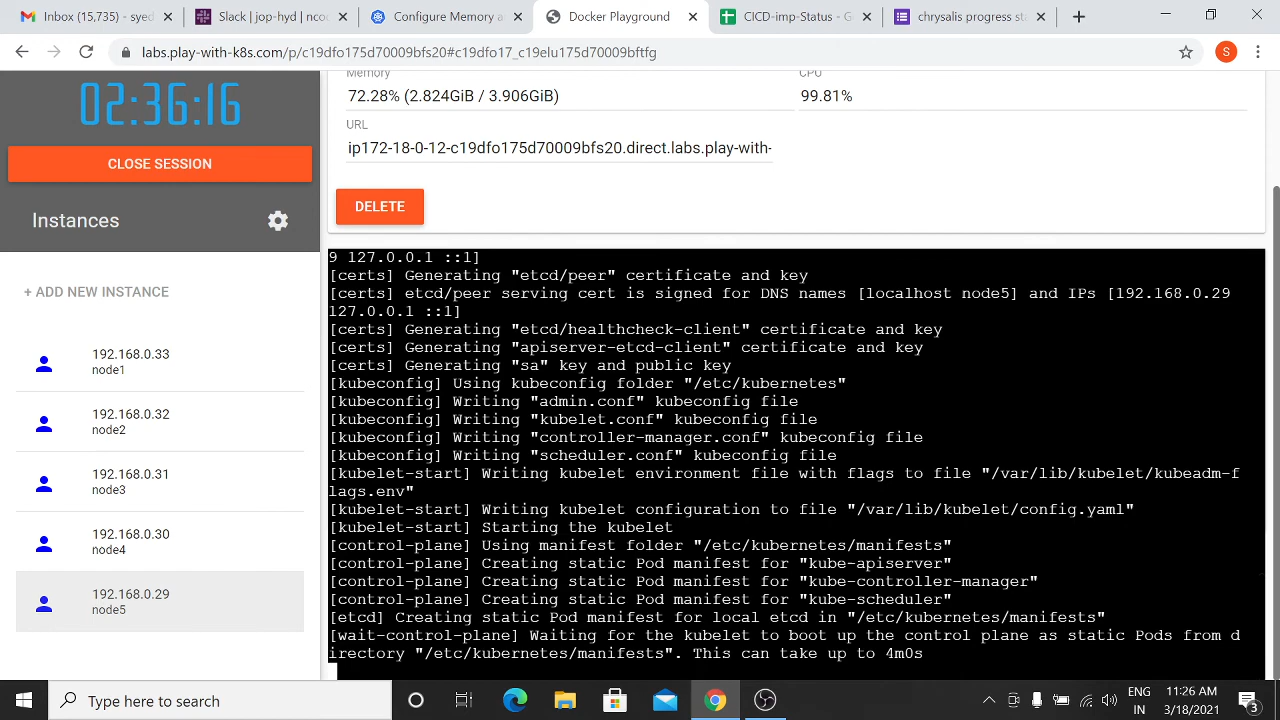 Inbox (15,735) - syed
Slack | jop-hyd | ncod
Configure Memory an
Docker Playground
CICD-imp-Status - G
chrysalis progress sta
labs.play-with-k8s.com/p/c19dfo175d70009bfs20#c19dfo17_c19elu175d70009bftfg
S
02:36:16
CLOSE SESSION
Instances
+ ADD NEW INSTANCE
192.168.0.33
node1
192.168.0.32
node2
192.168.0.31
node3
192.168.0.30
node4
192.168.0.29
node5
Memory
72.28% (2.824GiB / 3.906GiB)
CPU
99.81%
URL
ip172-18-0-12-c19dfo175d70009bfs20.direct.labs.play-with-
DELETE
9 127.0.0.1 ::1]
[certs] Generating "etcd/peer" certificate and key
[certs] etcd/peer serving cert is signed for DNS names [localhost node5] and IPs [192.168.0.29
127.0.0.1 ::1]
[certs] Generating "etcd/healthcheck-client" certificate and key
[certs] Generating "apiserver-etcd-client" certificate and key
[certs] Generating "sa" key and public key
[kubeconfig] Using kubeconfig folder "/etc/kubernetes"
[kubeconfig] Writing "admin.conf" kubeconfig file
[kubeconfig] Writing "kubelet.conf" kubeconfig file
[kubeconfig] Writing "controller-manager.conf" kubeconfig file
[kubeconfig] Writing "scheduler.conf" kubeconfig file
[kubelet-start] Writing kubelet environment file with flags to file "/var/lib/kubelet/kubeadm-f
lags.env"
[kubelet-start] Writing kubelet configuration to file "/var/lib/kubelet/config.yaml"
[kubelet-start] Starting the kubelet
[control-plane] Using manifest folder "/etc/kubernetes/manifests"
[control-plane] Creating static Pod manifest for "kube-apiserver"
[control-plane] Creating static Pod manifest for "kube-controller-manager"
[control-plane] Creating static Pod manifest for "kube-scheduler"
[etcd] Creating static Pod manifest for local etcd in "/etc/kubernetes/manifests"
[wait-control-plane] Waiting for the kubelet to boot up the control plane as static Pods from d
irectory "/etc/kubernetes/manifests". This can take up to 4m0s
Type here to search
ENG
IN
11:26 AM
3/18/2021
3